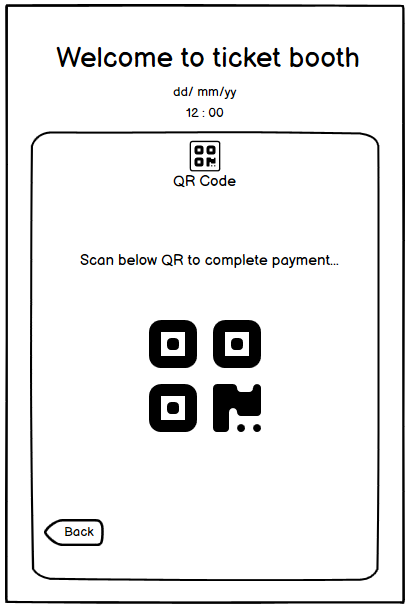 Welcome to ticket booth
dd/ mm/yy
12 : 00
QR Code
Scan below QR to complete payment...
Back